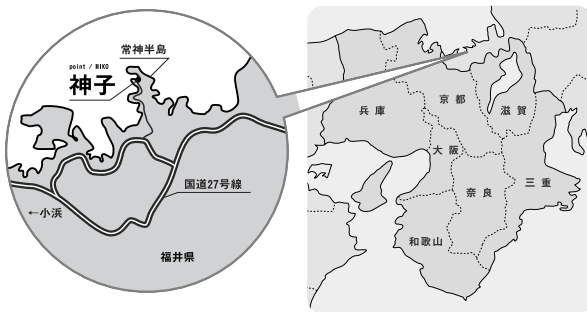 常神半島
point / MIKO
神子
国道27号線
←小浜
福井県
兵庫
京都
滋賀
大阪
奈良
三重
和歌山